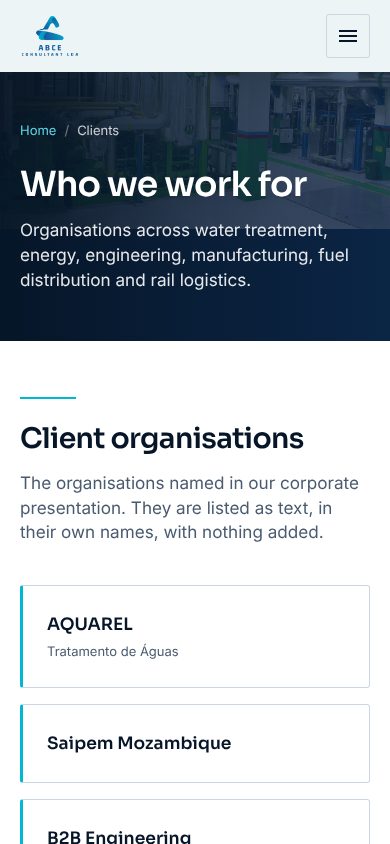 ABCE
CONSULTANT LDA
Home / Clients
Who we work for
Organisations across water treatment,
energy, engineering, manufacturing, fuel
distribution and rail logistics.
Client organisations
The organisations named in our corporate
presentation. They are listed as text, in
their own names, with nothing added.
AQUAREL
Tratamento de Águas
Saipem Mozambique
B2B Engineering